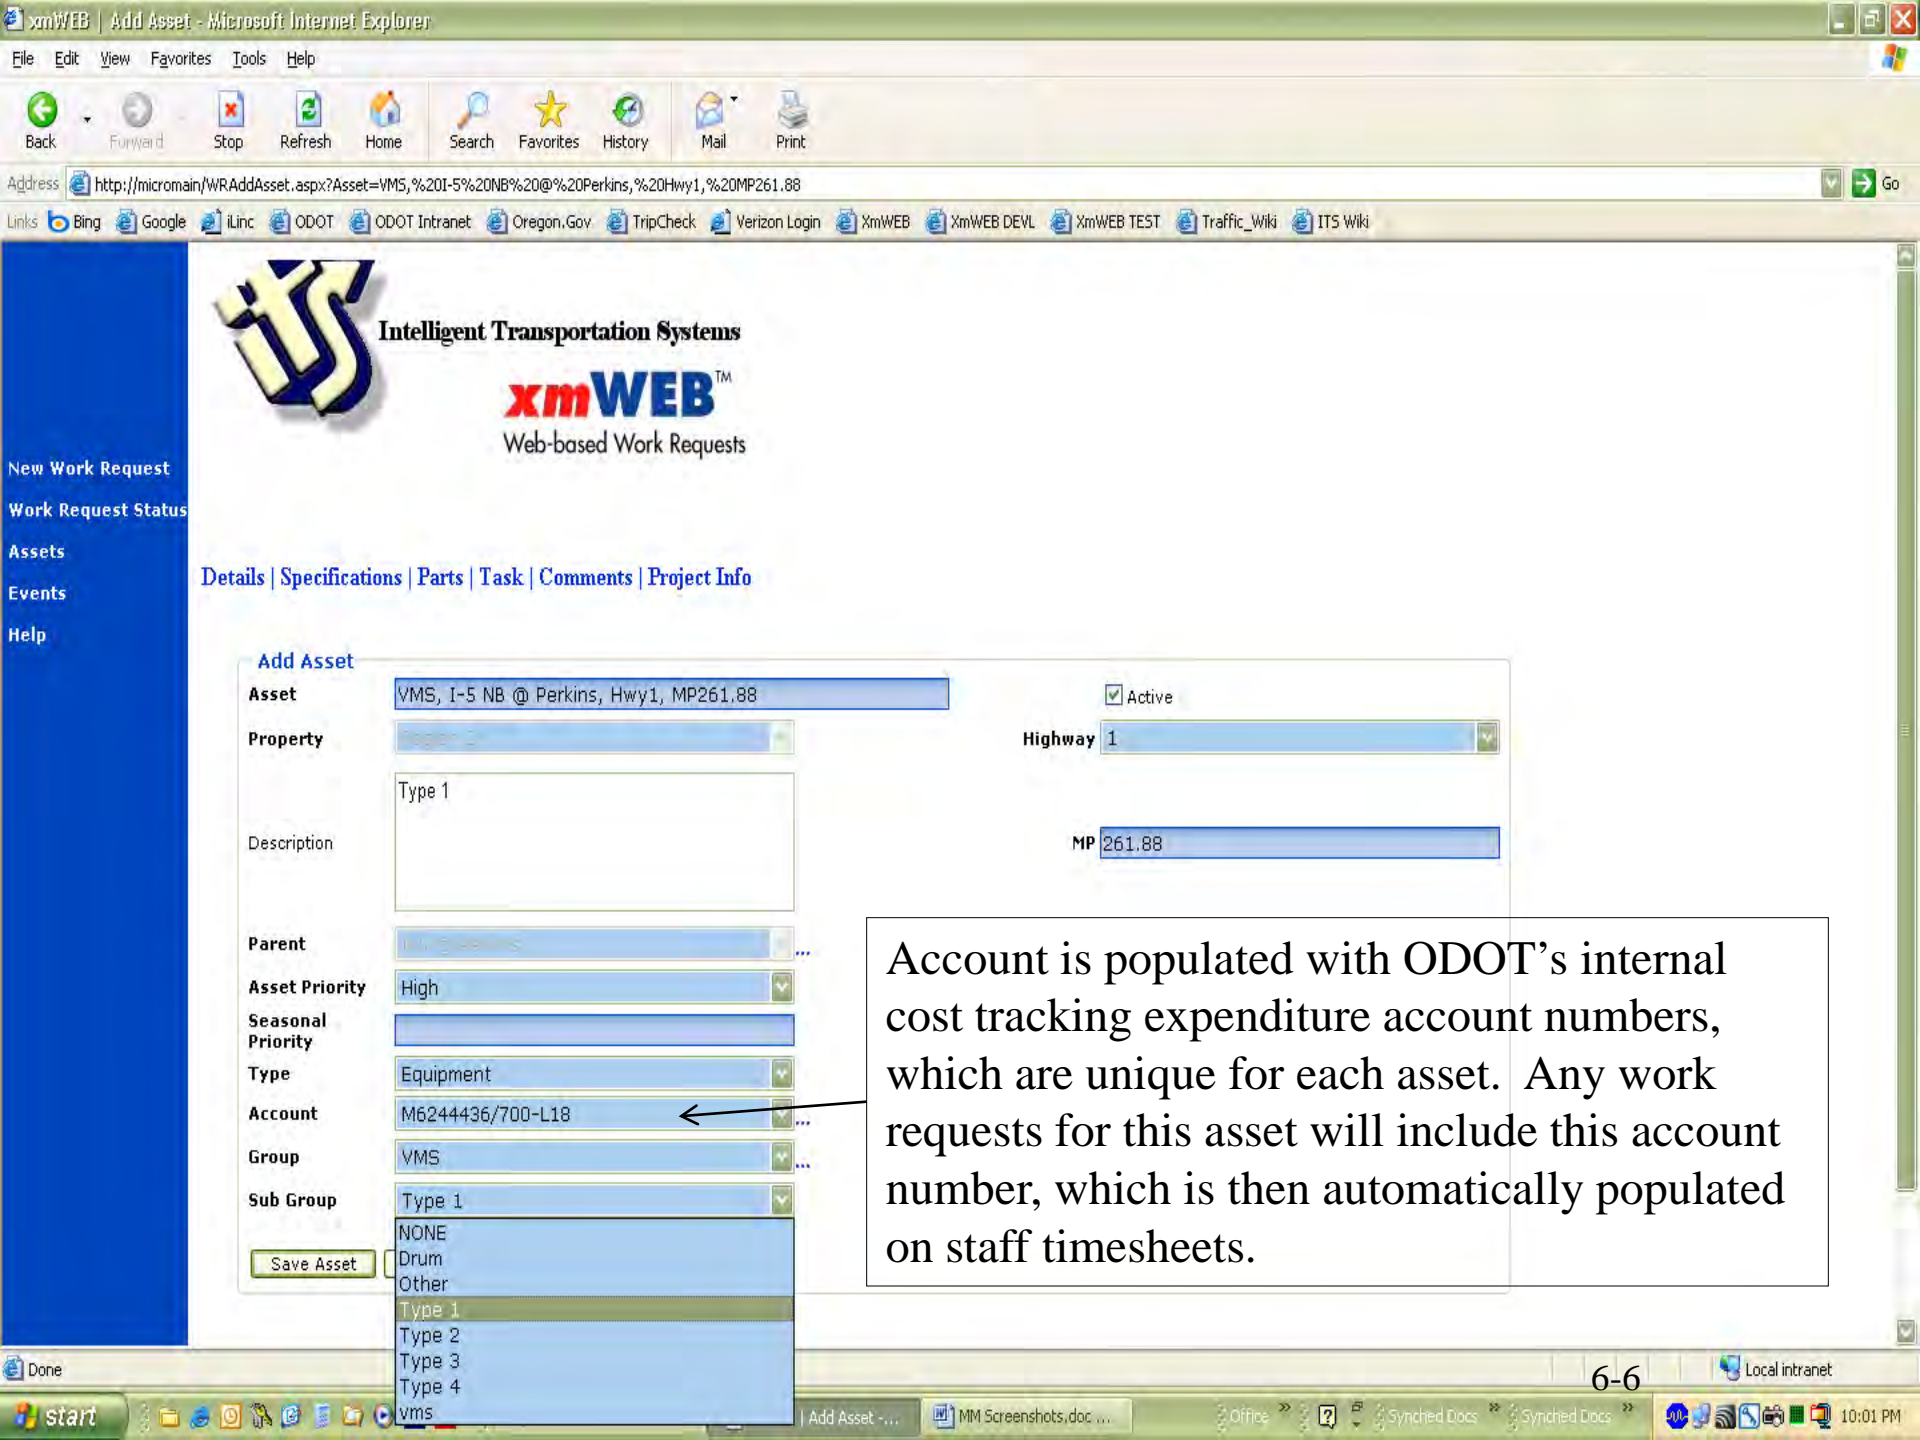 xmWEB | Add Asset - Microsoft Internet Explorer
File Edit View Favorites Tools Help
Back Forward Stop Refresh Home Search Favorites History Mail Print
Address http://micromain/WRAddAsset.aspx?Asset=VMS,%20I-5%20NB%20@%20Perkins,%20Hwy1,%20MP261.88 Go
Links Bing Google iLinc ODOT ODOT Intranet Oregon.Gov TripCheck Verizon Login XmWEB XmWEB DEVL XmWEB TEST Traffic_Wiki ITS Wiki
ITS
Intelligent Transportation Systems
xmWEB™
Web-based Work Requests
New Work Request
Work Request Status
Assets
Events
Help
Details | Specifications | Parts | Task | Comments | Project Info
Add Asset
Asset VMS, I-5 NB @ Perkins, Hwy1, MP261.88 Active
Property Highway 1
Type 1
Description MP 261.88
Parent ...
Asset Priority High
Seasonal
Priority
Type Equipment
Account M6244436/700-L18 ...
Group VMS ...
Sub Group Type 1
NONE
Drum
Other
Type 1
Type 2
Type 3
Type 4
vms
Save Asset
Account is populated with ODOT’s internal
cost tracking expenditure account numbers,
which are unique for each asset.  Any work
requests for this asset will include this account
number, which is then automatically populated
on staff timesheets.
Done 6-6 Local intranet
start | Add Asset -... MM Screenshots.doc ... Office » Synched Docs » Synched Docs » 10:01 PM